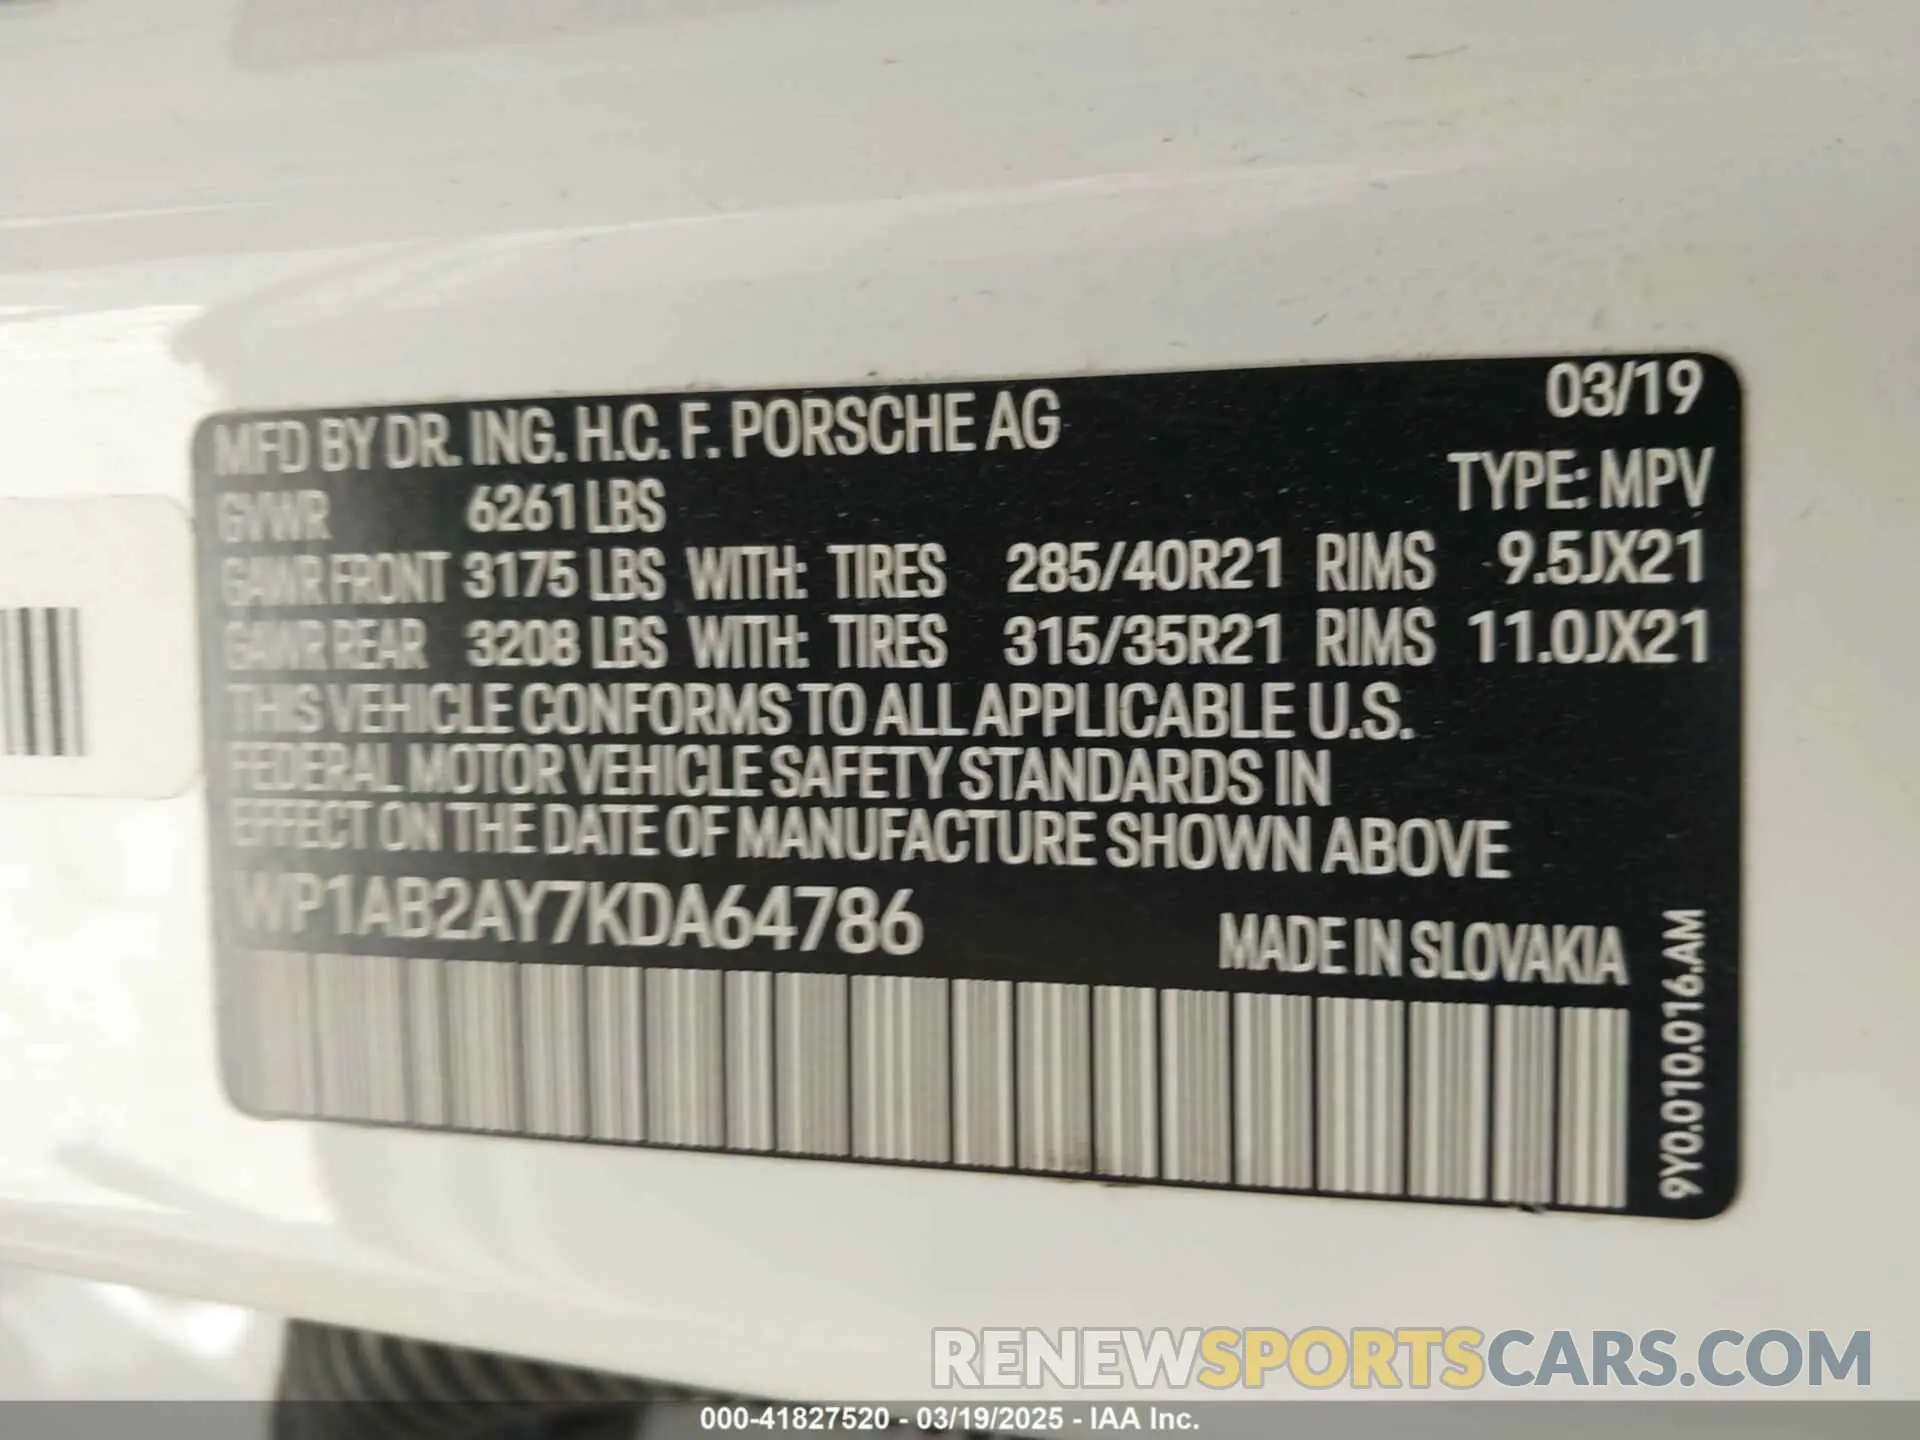 MFD BY DR. ING. H.C. F. PORSCHE AG 03/19
TYPE: MPV
GVWR 6261 LBS
GAWR FRONT 3175 LBS WITH: TIRES 285/40R21 RIMS 9.5JX21
GAWR REAR 3208 LBS WITH: TIRES 315/35R21 RIMS 11.0JX21
THIS VEHICLE CONFORMS TO ALL APPLICABLE U.S.
FEDERAL MOTOR VEHICLE SAFETY STANDARDS IN
EFFECT ON THE DATE OF MANUFACTURE SHOWN ABOVE
WP1AB2AY7KDA64786
MADE IN SLOVAKIA
9Y0.010.016.AM
RENEWSPORTSCARS.COM
000-41827520 - 03/19/2025 - IAA Inc.